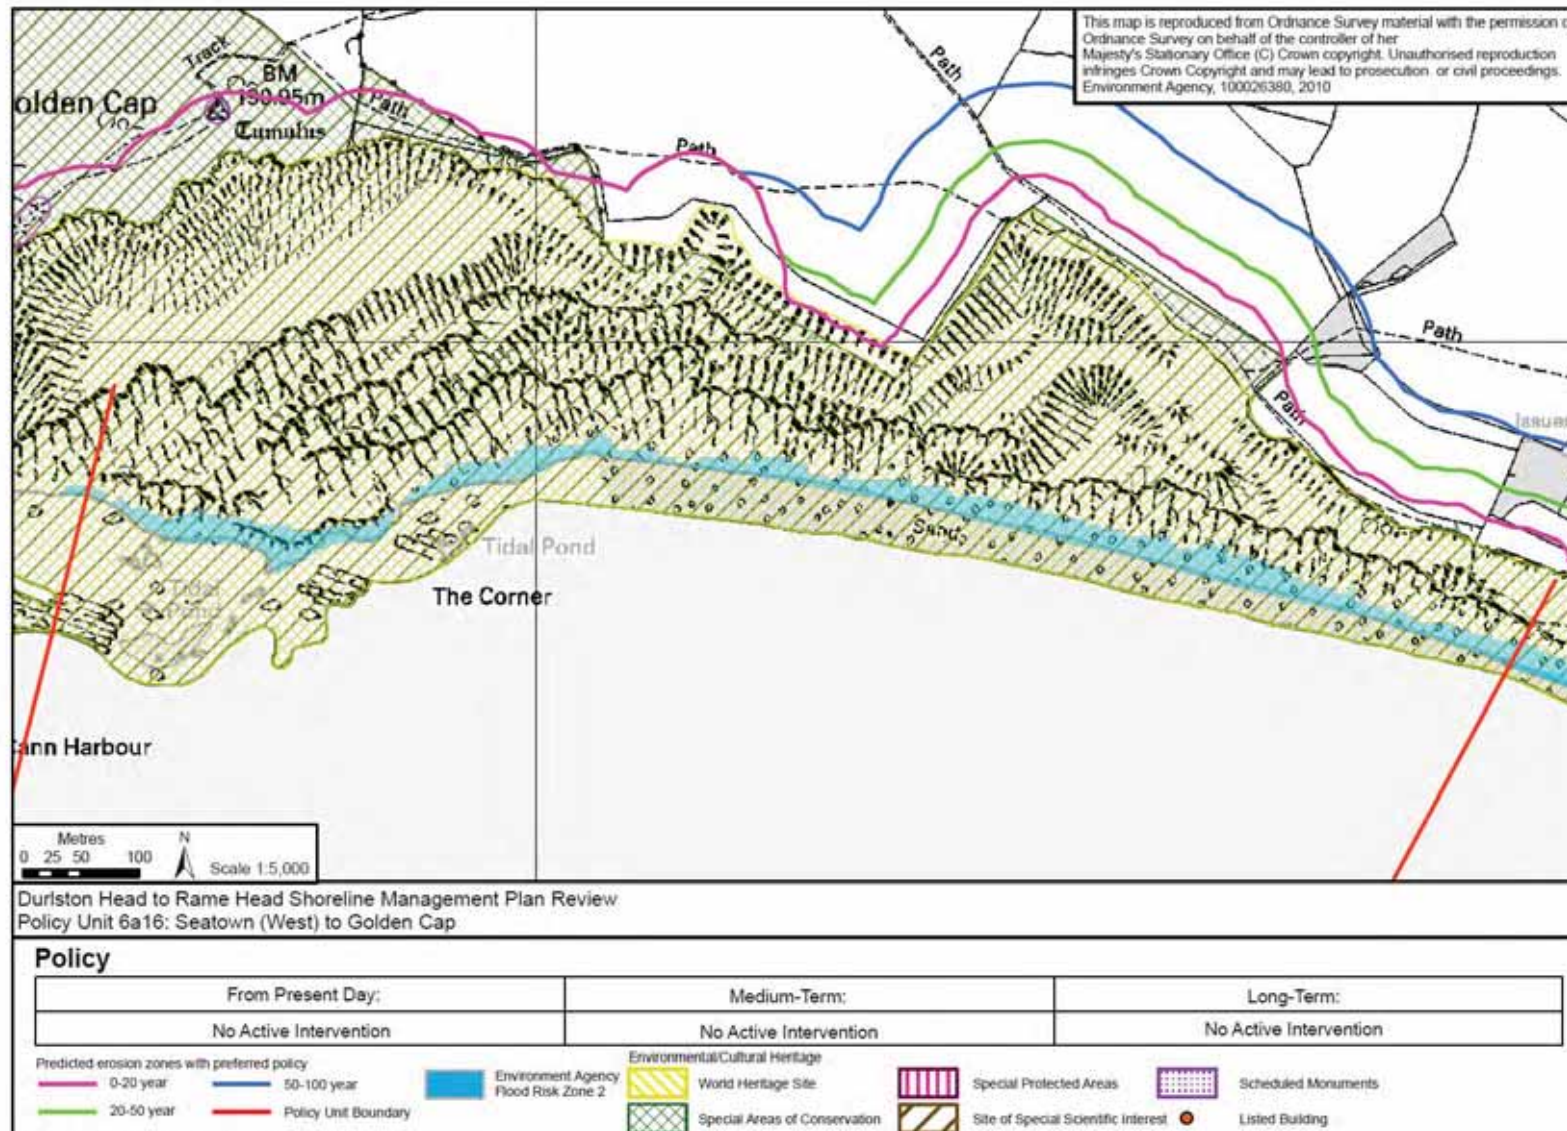 This map is reproduced from Ordnance Survey material with the permission o
Ordnance Survey on behalf of the controller of her
Majesty's Stationary Office (C) Crown copyright. Unauthorised reproduction
infringes Crown Copyright and may lead to prosecution or civil proceedings.
Environment Agency, 100026380, 2010
Track
BM
olden Cap
Tumulus
Path
Path
Path
Path
Path
Issues
Sand
Tidal Pond
The Corner
Tidal
Pond
ann Harbour
Metres
0 25 50 100
N
Scale 1:5,000
Durlston Head to Rame Head Shoreline Management Plan Review
Policy Unit 6a16: Seatown (West) to Golden Cap
Policy
From Present Day: Medium-Term: Long-Term:
No Active Intervention No Active Intervention No Active Intervention
Predicted erosion zones with preferred policy
0-20 year
50-100 year
20-50 year
Policy Unit Boundary
Environment Agency
Flood Risk Zone 2
Environmental/Cultural Heritage
World Heritage Site
Special Areas of Conservation
Special Protected Areas
Site of Special Scientific Interest
Scheduled Monuments
Listed Building